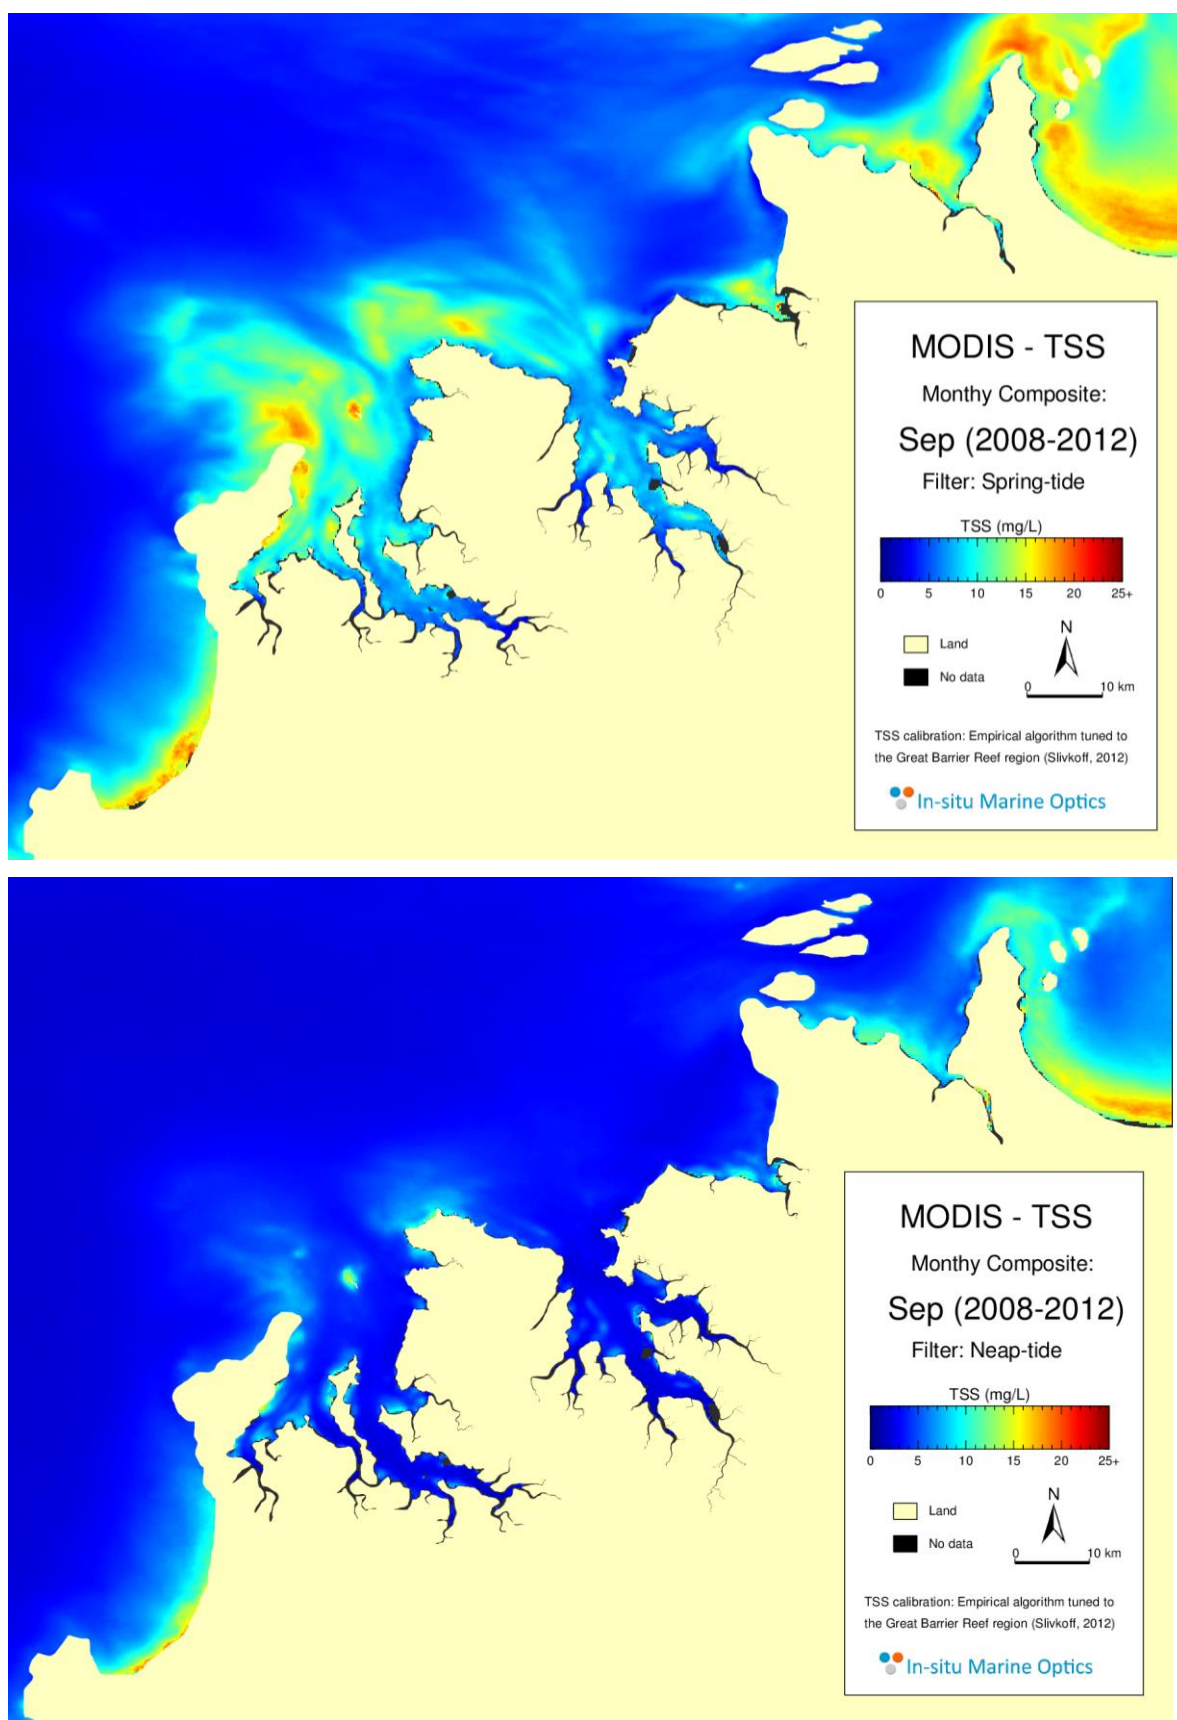 MODIS - TSS
Monthy Composite:
Sep (2008-2012)
Filter: Spring-tide
TSS (mg/L)
0 5 10 15 20 25+
Land
No data
N
0 10 km
TSS calibration: Empirical algorithm tuned to
the Great Barrier Reef region (Slivkoff, 2012)
In-situ Marine Optics
MODIS - TSS
Monthy Composite:
Sep (2008-2012)
Filter: Neap-tide
TSS (mg/L)
0 5 10 15 20 25+
Land
No data
N
0 10 km
TSS calibration: Empirical algorithm tuned to
the Great Barrier Reef region (Slivkoff, 2012)
In-situ Marine Optics